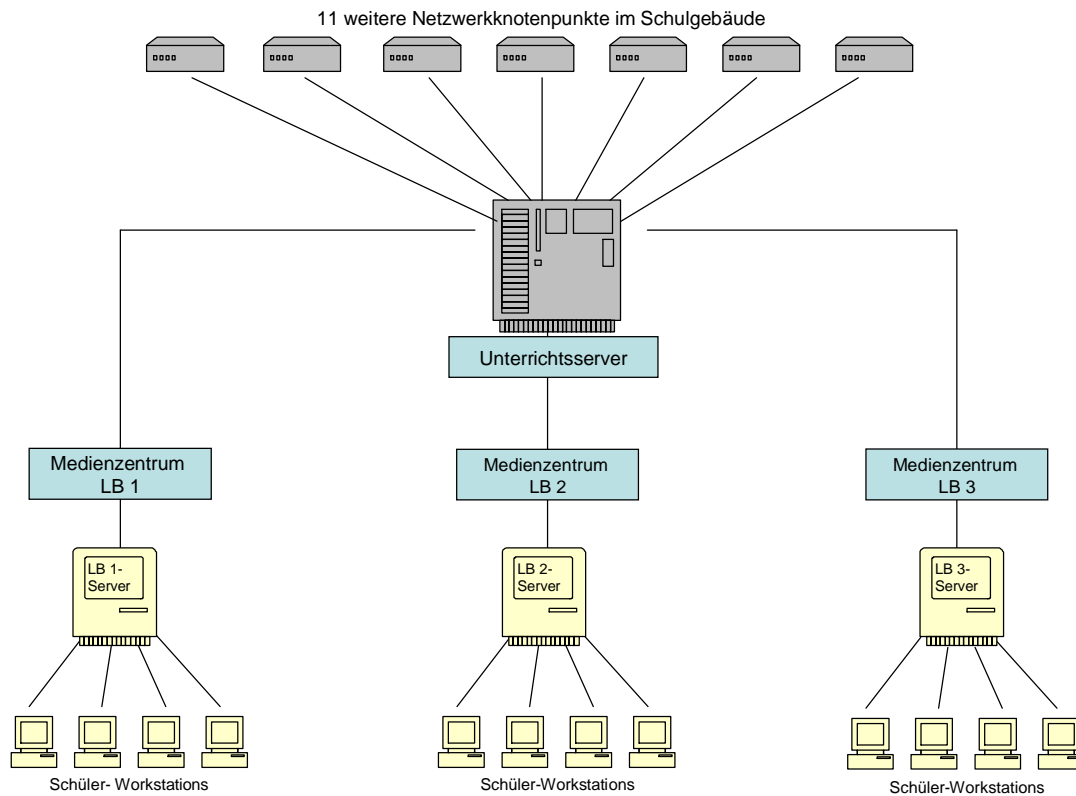 11 weitere Netzwerkknotenpunkte im Schulgebäude
Unterrichtsserver
Medienzentrum
LB 1
Medienzentrum
LB 2
Medienzentrum
LB 3
LB 1-
Server
LB 2-
Server
LB 3-
Server
Schüler- Workstations
Schüler-Workstations
Schüler-Workstations